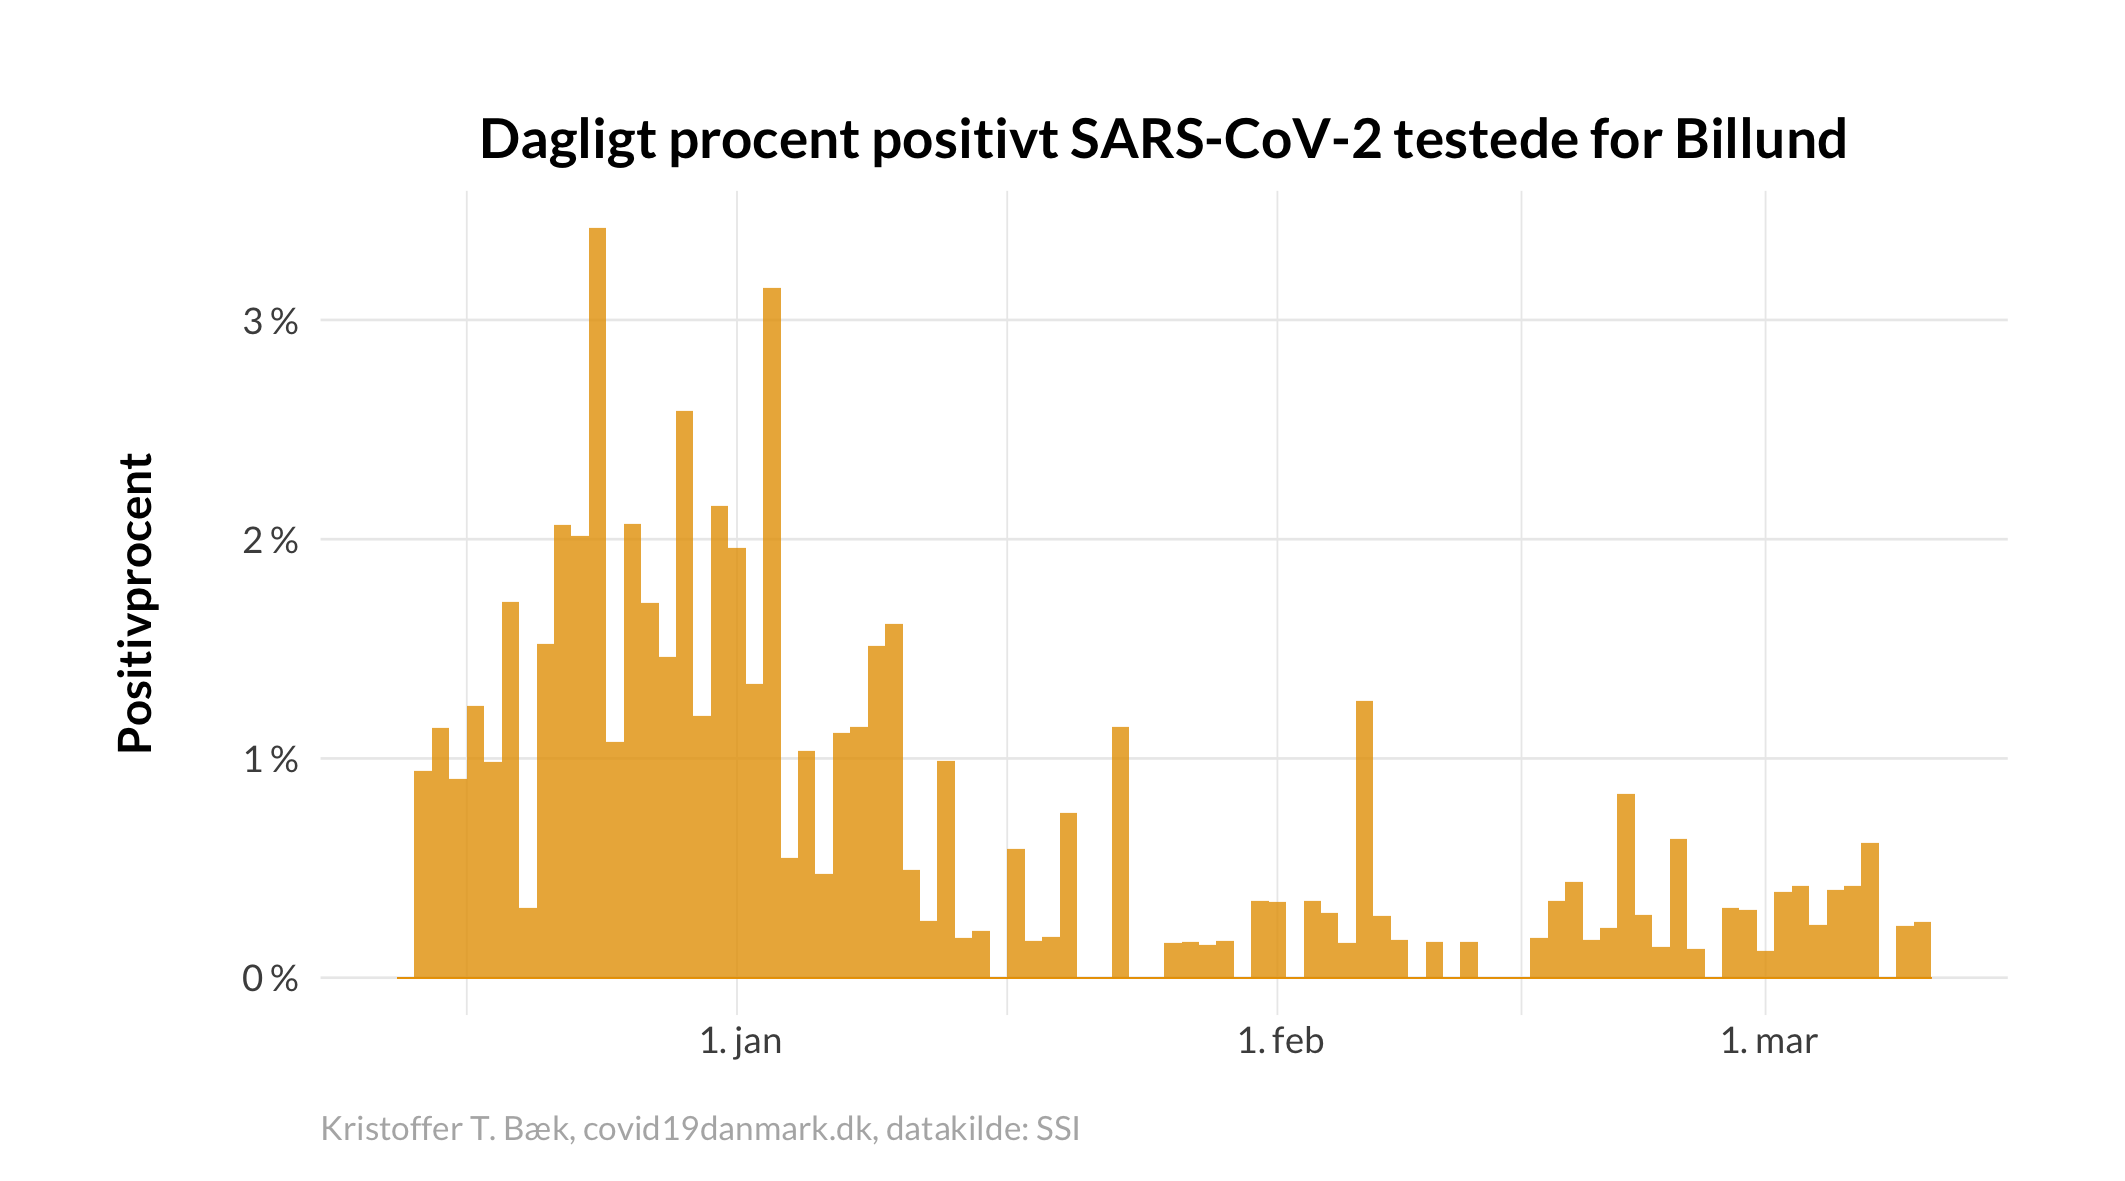 Dagligt procent positivt SARS-CoV-2 testede for Billund
Positivprocent
3 %
2 %
1 %
0 %
1. jan
1. feb
1. mar
Kristoffer T. Bæk, covid19danmark.dk, datakilde: SSI